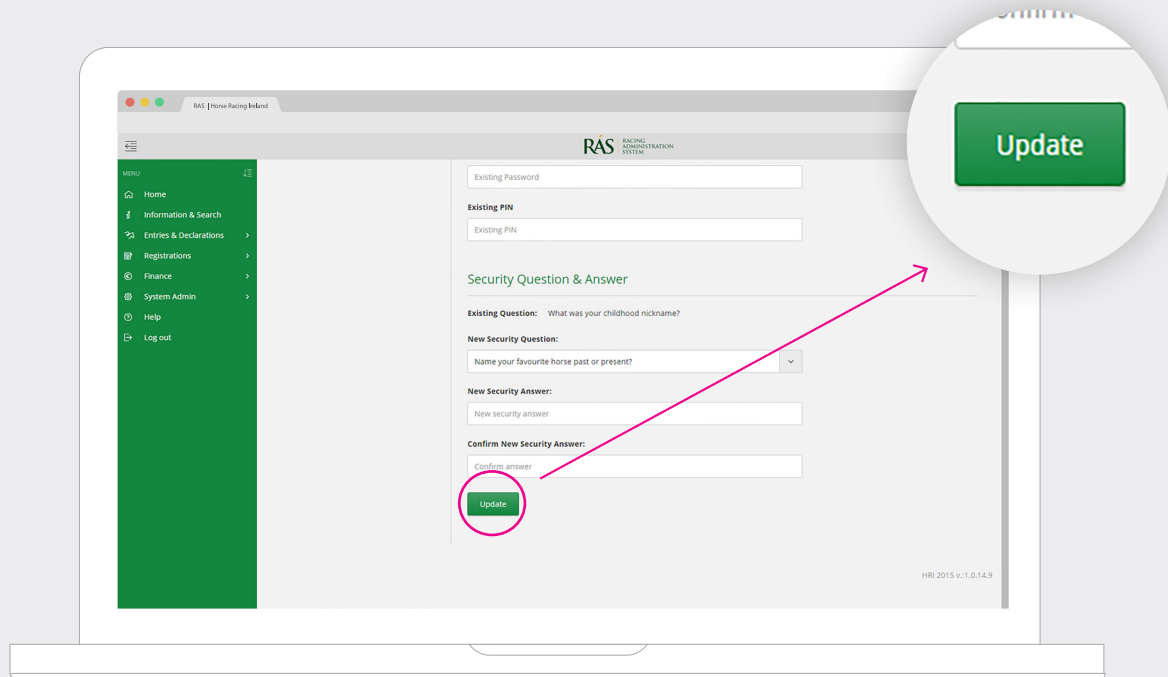 RAS | Horse Racing Ireland
RÁS
RACING
ADMINISTRATION
SYSTEM
MENU
Home
Information & Search
Entries & Declarations
Registrations
Finance
System Admin
Help
Log out
Existing Password
Existing PIN
Existing PIN
Security Question & Answer
Existing Question: What was your childhood nickname?
New Security Question:
Name your favourite horse past or present?
New Security Answer:
New security answer
Confirm New Security Answer:
Confirm answer
Update
HRI 2015 v.:1.0.14.9
Update